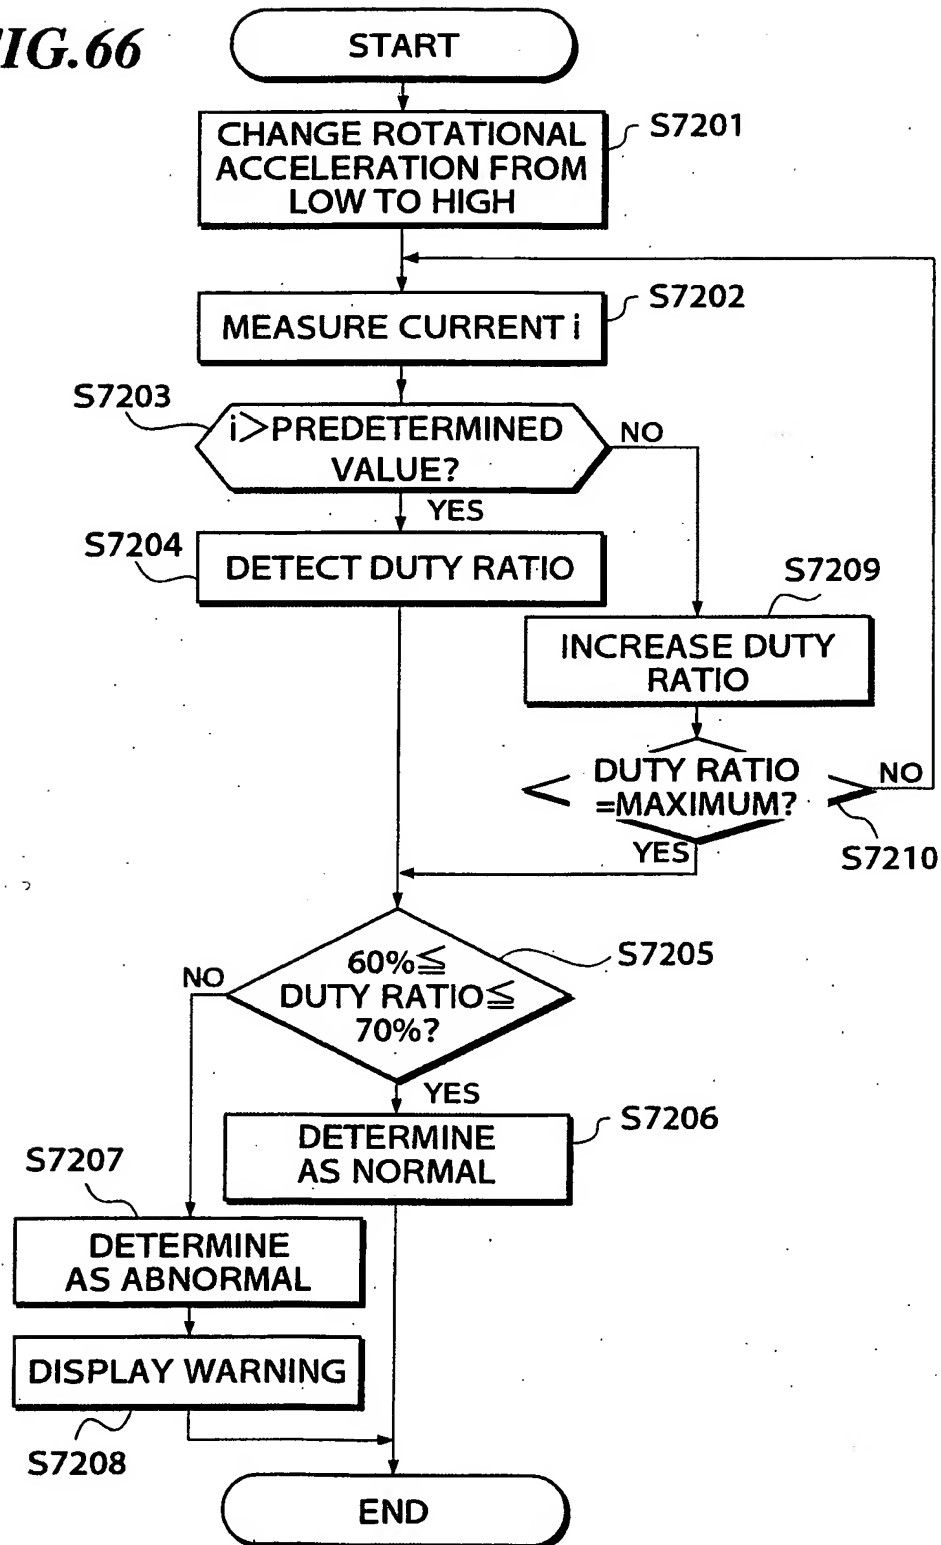 FIG.66
START
CHANGE ROTATIONAL
ACCELERATION FROM
LOW TO HIGH
S7201
MEASURE CURRENT i
S7202
S7203
i>PREDETERMINED
VALUE?
NO
YES
S7204
DETECT DUTY RATIO
S7209
INCREASE DUTY
RATIO
DUTY RATIO
=MAXIMUM?
NO
YES
S7210
60%≦
DUTY RATIO≦
70%?
S7205
NO
YES
DETERMINE
AS NORMAL
S7206
S7207
DETERMINE
AS ABNORMAL
DISPLAY WARNING
S7208
END